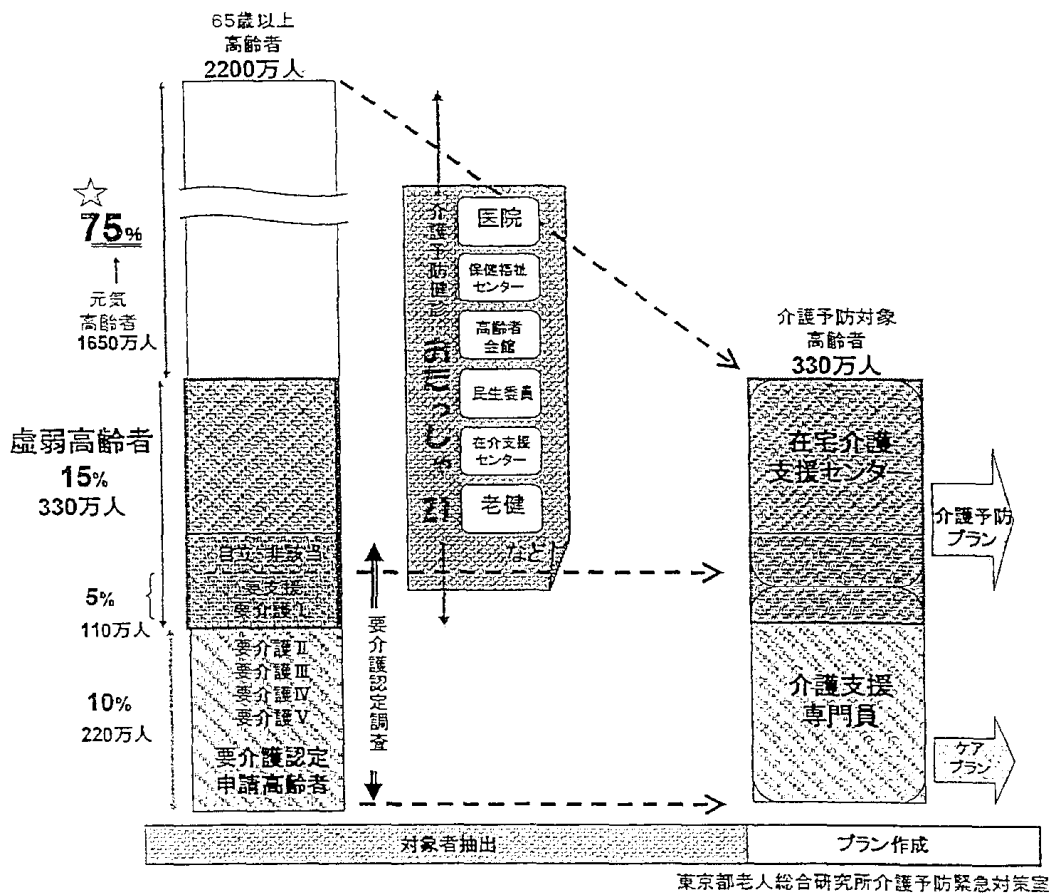 65歳以上
高齢者
2200万人
☆
75%
元気
高齢者
1650万人
虚弱高齢者
15%
330万人
5%
110万人
10%
220万人
自立・非該当
要支援
要介護Ⅰ
要介護Ⅱ
要介護Ⅲ
要介護Ⅳ
要介護Ⅴ
要介護認定
申請高齢者
要介護認定調査
介護予防健診
医院
保健福祉
センター
高齢者
会館
民生委員
在介支援
センター
老健
など
介護予防対象
高齢者
330万人
在宅介護
支援センター
介護支援
専門員
介護予防
プラン
ケア
プラン
対象者抽出
プラン作成
東京都老人総合研究所介護予防緊急対策室